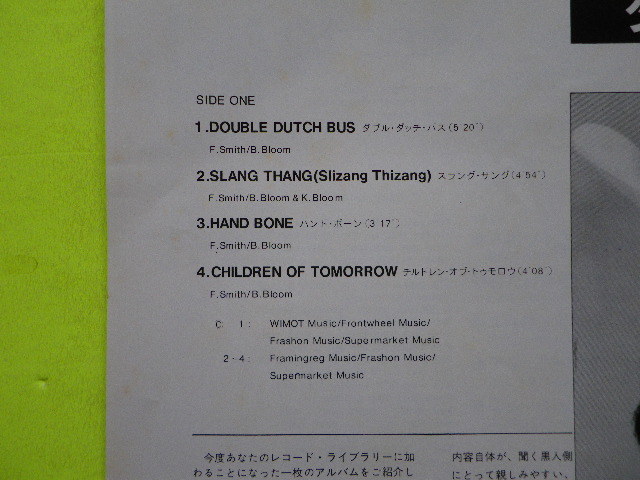 SIDE ONE
1.DOUBLE DUTCH BUS ダブル・ダッチ・バス(5´20˝)
F.Smith/B.Bloom
2.SLANG THANG(Slizang Thizang) スラング・サング(4´54˝)
F.Smith/B.Bloom & K.Bloom
3.HAND BONE ハンド・ボーン(3´17˝)
F.Smith/B.Bloom
4.CHILDREN OF TOMORROW チルドレン・オブ・トゥモロウ(4´08˝)
F.Smith/B.Bloom
C: 1: WIMOT Music/Frontwheel Music/
Frashon Music/Supermarket Music
2-4: Framingreg Music/Frashon Music/
Supermarket Music
今度あなたのレコード・ライブラリーに加
わることになった一枚のアルバムをご紹介し
内容自体が、聞く黒人側
にとって親しみやすい、